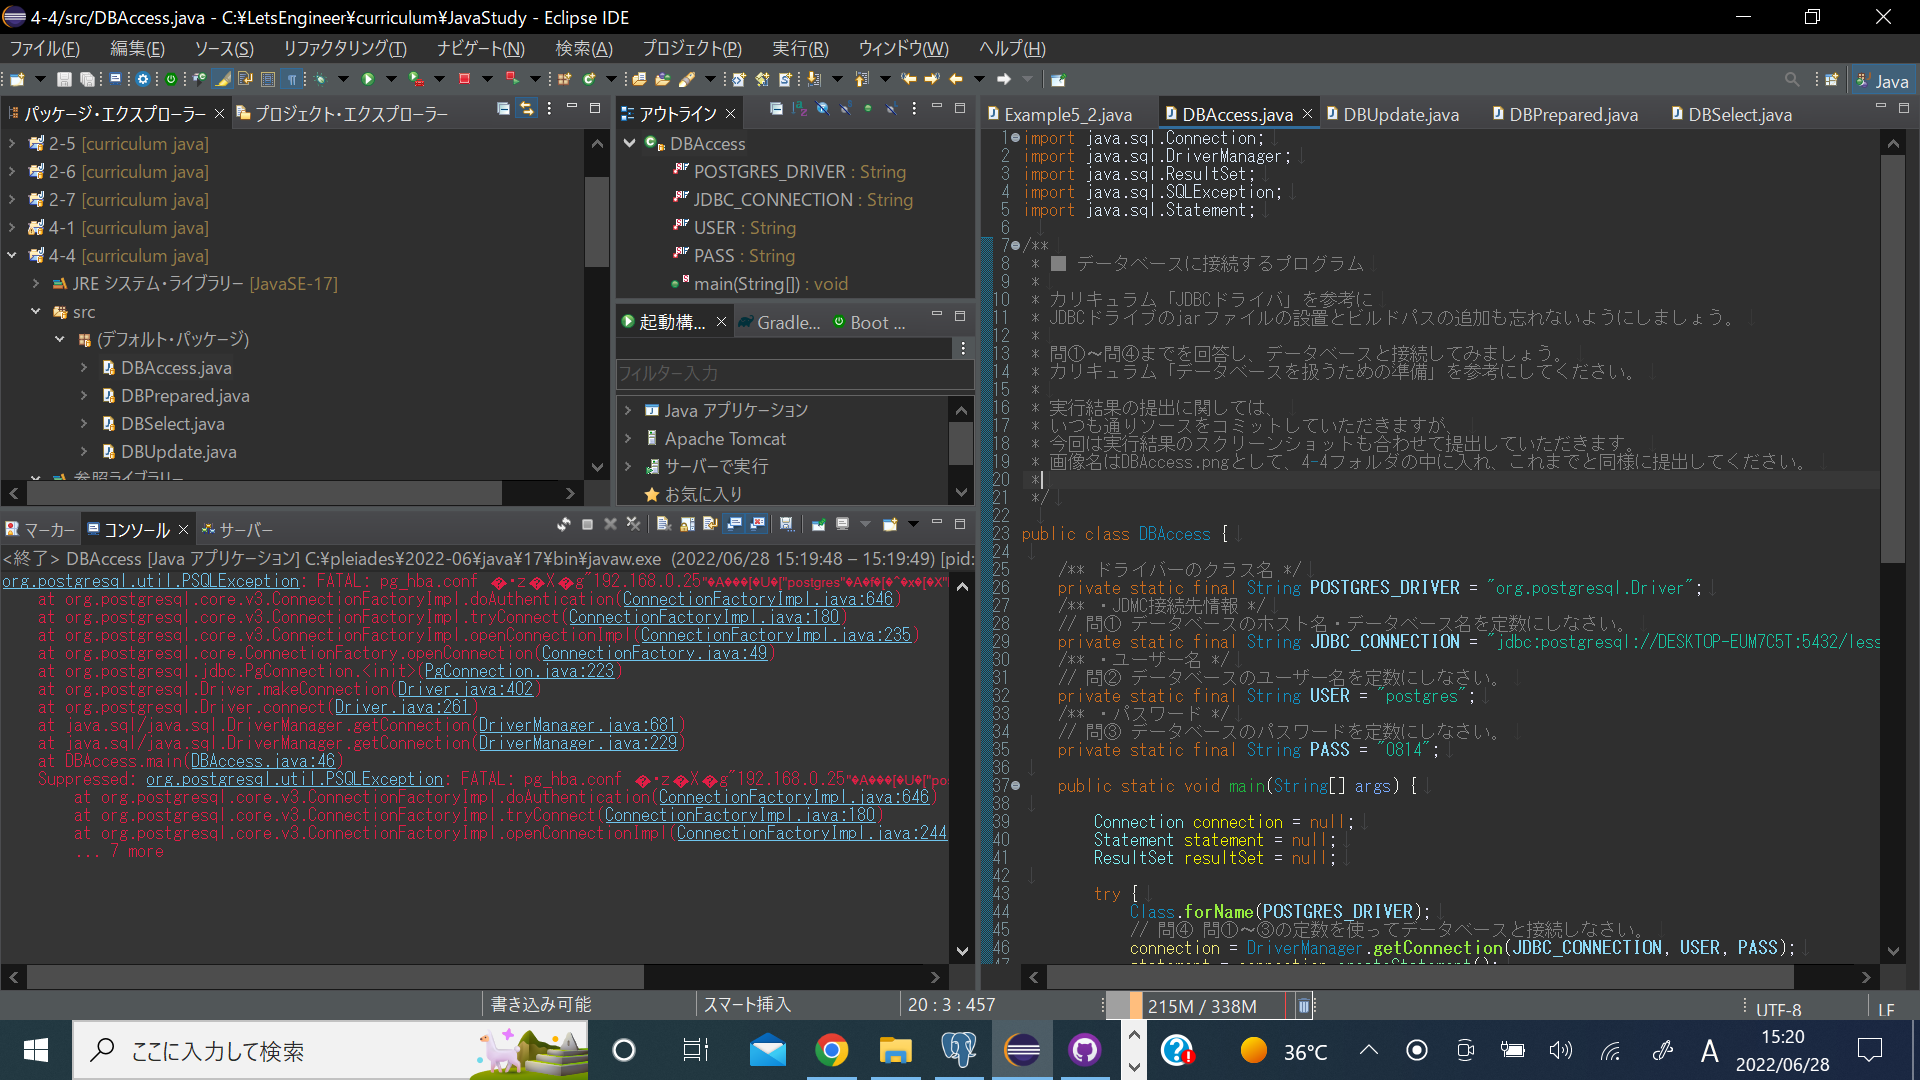 4-4/src/DBAccess.java - C:¥LetsEngineer¥curriculum¥JavaStudy - Eclipse IDE
ファイル(F) 編集(E) ソース(S) リファクタリング(T) ナビゲート(N) 検索(A) プロジェクト(P) 実行(R) ウィンドウ(W) ヘルプ(H)
Java
パッケージ・エクスプローラー プロジェクト・エクスプローラー
2-5 [curriculum java]
2-6 [curriculum java]
2-7 [curriculum java]
4-1 [curriculum java]
4-4 [curriculum java]
JRE システム・ライブラリー [JavaSE-17]
src
(デフォルト・パッケージ)
DBAccess.java
DBPrepared.java
DBSelect.java
DBUpdate.java
参照ライブラリー
アウトライン
DBAccess
POSTGRES_DRIVER : String
JDBC_CONNECTION : String
USER : String
PASS : String
main(String[]) : void
起動構... Gradle... Boot ...
フィルター入力
Java アプリケーション
Apache Tomcat
サーバーで実行
お気に入り
マーカー コンソール サーバー
<終了> DBAccess [Java アプリケーション] C:¥pleiades¥2022-06¥java¥17¥bin¥javaw.exe (2022/06/28 15:19:48 – 15:19:49) [pid:
org.postgresql.util.PSQLException: FATAL: pg_hba.conf �・z�X�g"192.168.0.25"
at org.postgresql.core.v3.ConnectionFactoryImpl.doAuthentication(ConnectionFactoryImpl.java:646)
at org.postgresql.core.v3.ConnectionFactoryImpl.tryConnect(ConnectionFactoryImpl.java:180)
at org.postgresql.core.v3.ConnectionFactoryImpl.openConnectionImpl(ConnectionFactoryImpl.java:235)
at org.postgresql.core.ConnectionFactory.openConnection(ConnectionFactory.java:49)
at org.postgresql.jdbc.PgConnection.<init>(PgConnection.java:223)
at org.postgresql.Driver.makeConnection(Driver.java:402)
at org.postgresql.Driver.connect(Driver.java:261)
at java.sql/java.sql.DriverManager.getConnection(DriverManager.java:681)
at java.sql/java.sql.DriverManager.getConnection(DriverManager.java:229)
at DBAccess.main(DBAccess.java:46)
Suppressed: org.postgresql.util.PSQLException: FATAL: pg_hba.conf �・z�X�g"192.168.0.25"
at org.postgresql.core.v3.ConnectionFactoryImpl.doAuthentication(ConnectionFactoryImpl.java:646)
at org.postgresql.core.v3.ConnectionFactoryImpl.tryConnect(ConnectionFactoryImpl.java:180)
at org.postgresql.core.v3.ConnectionFactoryImpl.openConnectionImpl(ConnectionFactoryImpl.java:244
... 7 more
Example5_2.java DBAccess.java DBUpdate.java DBPrepared.java DBSelect.java
1 import java.sql.Connection;
2 import java.sql.DriverManager;
3 import java.sql.ResultSet;
4 import java.sql.SQLException;
5 import java.sql.Statement;
6
7 /**
8 * ■ データベースに接続するプログラム
9 *
10 * カリキュラム「JDBCドライバ」を参考に
11 * JDBCドライブのjarファイルの設置とビルドパスの追加も忘れないようにしましょう。
12 *
13 * 問①～問④までを回答し、データベースと接続してみましょう。
14 * カリキュラム「データベースを扱うための準備」を参考にしてください。
15 *
16 * 実行結果の提出に関しては、
17 * いつも通りソースをコミットしていただきますが、
18 * 今回は実行結果のスクリーンショットも合わせて提出していただきます。
19 * 画像名はDBAccess.pngとして、4-4フォルダの中に入れ、これまでと同様に提出してください。
20 *
21 */
22
23 public class DBAccess {
24
25 /** ドライバーのクラス名 */
26 private static final String POSTGRES_DRIVER = "org.postgresql.Driver";
27 /** ・JDMC接続先情報 */
28 // 問① データベースのホスト名・データベース名を定数にしなさい。
29 private static final String JDBC_CONNECTION = "jdbc:postgresql://DESKTOP-EUM7C5T:5432/less
30 /** ・ユーザー名 */
31 // 問② データベースのユーザー名を定数にしなさい。
32 private static final String USER = "postgres";
33 /** ・パスワード */
34 // 問③ データベースのパスワードを定数にしなさい。
35 private static final String PASS = "0814";
36
37 public static void main(String[] args) {
38
39 Connection connection = null;
40 Statement statement = null;
41 ResultSet resultSet = null;
42
43 try {
44 Class.forName(POSTGRES_DRIVER);
45 // 問④ 問①～③の定数を使ってデータベースと接続しなさい。
46 connection = DriverManager.getConnection(JDBC_CONNECTION, USER, PASS);
47 statement = connection.createStatement();
書き込み可能 スマート挿入 20 : 3 : 457 215M / 338M UTF-8 LF
ここに入力して検索
36°C
A
15:20
2022/06/28